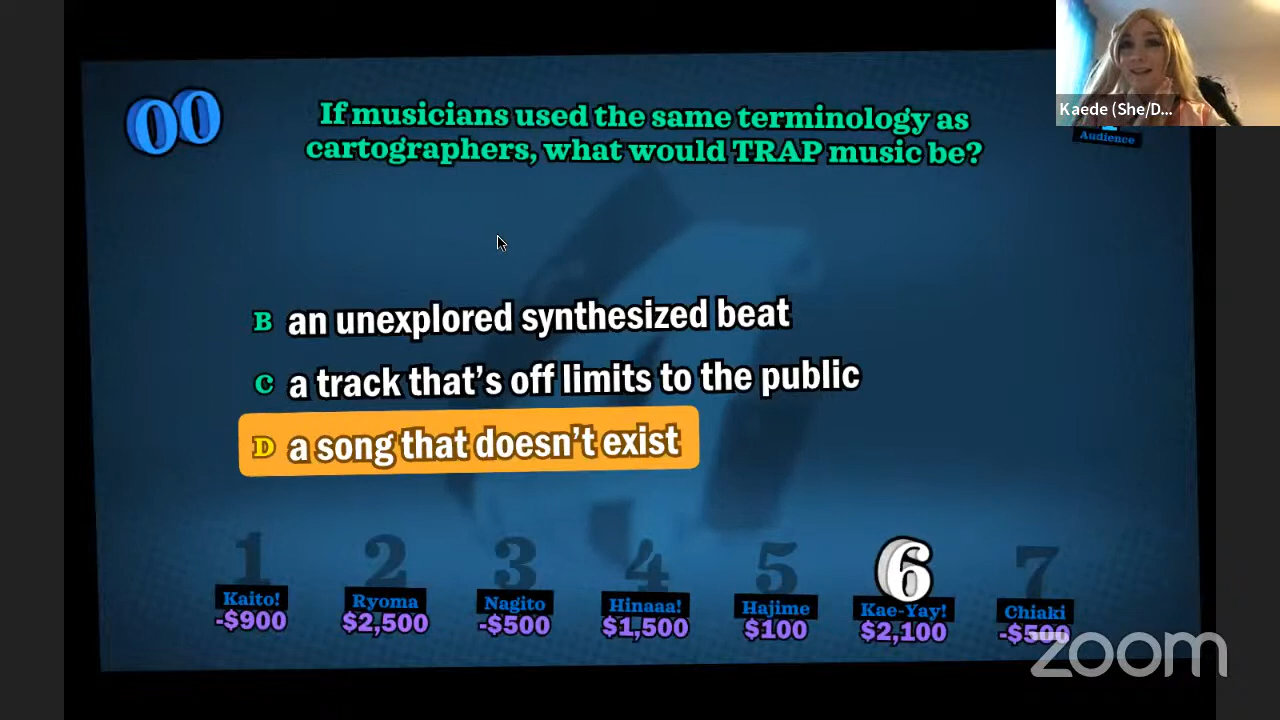 Kaede (She/D...
Audience
00
If musicians used the same terminology as
cartographers, what would TRAP music be?
B an unexplored synthesized beat
C a track that's off limits to the public
D a song that doesn't exist
1 2 3 4 5 6 7
Kaito! Ryoma Nagito Hinaaa! Hajime Kae-Yay! Chiaki
-$900 $2,500 -$500 $1,500 $100 $2,100 -$500
zoom